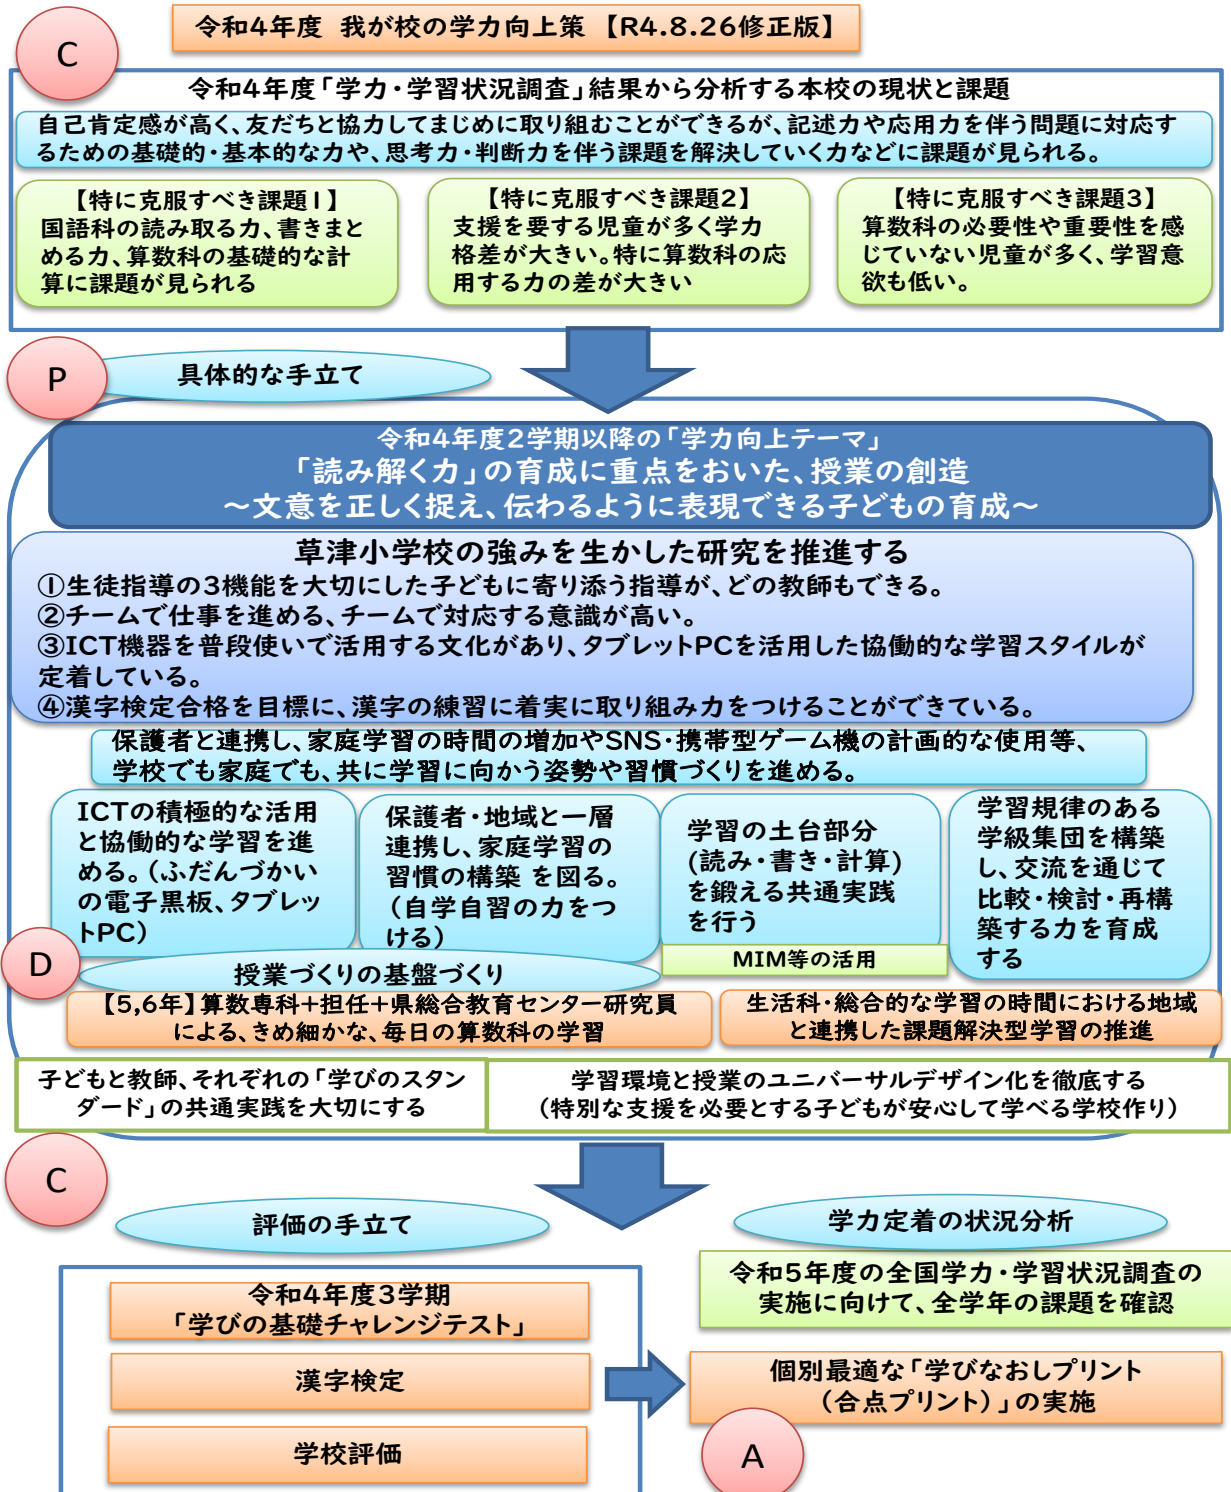 令和4年度 我が校の学力向上策 【R4.8.26修正版】
C
令和4年度「学力・学習状況調査」結果から分析する本校の現状と課題
自己肯定感が高く、友だちと協力してまじめに取り組むことができるが、記述力や応用力を伴う問題に対応す
るための基礎的・基本的な力や、思考力・判断力を伴う課題を解決していく力などに課題が見られる。
【特に克服すべき課題1】
国語科の読み取る力、書きまと
める力、算数科の基礎的な計
算に課題が見られる
【特に克服すべき課題2】
支援を要する児童が多く学力
格差が大きい。特に算数科の応
用する力の差が大きい
【特に克服すべき課題3】
算数科の必要性や重要性を感
じていない児童が多く、学習意
欲も低い。
P
具体的な手立て
令和4年度2学期以降の「学力向上テーマ」
「読み解く力」の育成に重点をおいた、授業の創造
～文意を正しく捉え、伝わるように表現できる子どもの育成～
草津小学校の強みを生かした研究を推進する
①生徒指導の3機能を大切にした子どもに寄り添う指導が、どの教師もできる。
②チームで仕事を進める、チームで対応する意識が高い。
③ICT機器を普段使いで活用する文化があり、タブレットPCを活用した協働的な学習スタイルが
定着している。
④漢字検定合格を目標に、漢字の練習に着実に取り組み力をつけることができている。
保護者と連携し、家庭学習の時間の増加やSNS・携帯型ゲーム機の計画的な使用等、
学校でも家庭でも、共に学習に向かう姿勢や習慣づくりを進める。
ICTの積極的な活用
と協働的な学習を進
める。(ふだんづかい
の電子黒板、タブレッ
トPC)
保護者・地域と一層
連携し、家庭学習の
習慣の構築 を図る。
(自学自習の力をつ
ける)
学習の土台部分
(読み・書き・計算)
を鍛える共通実践
を行う
MIM等の活用
学習規律のある
学級集団を構築
し、交流を通じて
比較・検討・再構
築する力を育成
する
D
授業づくりの基盤づくり
【5,6年】算数専科+担任+県総合教育センター研究員
による、きめ細かな、毎日の算数科の学習
生活科・総合的な学習の時間における地域
と連携した課題解決型学習の推進
子どもと教師、それぞれの「学びのスタン
ダード」の共通実践を大切にする
学習環境と授業のユニバーサルデザイン化を徹底する
(特別な支援を必要とする子どもが安心して学べる学校作り)
C
評価の手立て
令和4年度3学期
「学びの基礎チャレンジテスト」
漢字検定
学校評価
学力定着の状況分析
令和5年度の全国学力・学習状況調査の
実施に向けて、全学年の課題を確認
個別最適な「学びなおしプリント
(合点プリント)」の実施
A